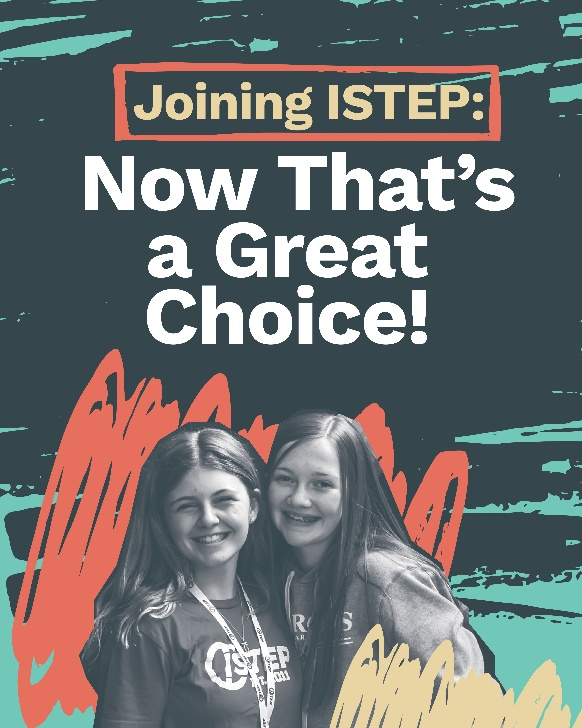 Joining ISTEP:
Now That’s
a Great
Choice!
ISTEP